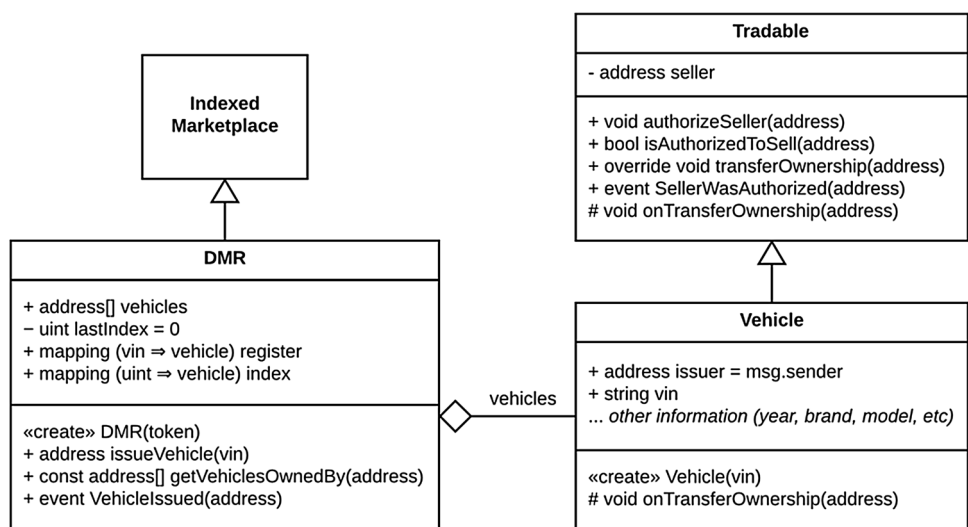 Indexed
Marketplace
Tradable
- address seller
+ void authorizeSeller(address)
+ bool isAuthorizedToSell(address)
+ override void transferOwnership(address)
+ event SellerWasAuthorized(address)
# void onTransferOwnership(address)
DMR
+ address[] vehicles
− uint lastIndex = 0
+ mapping (vin ⇒ vehicle) register
+ mapping (uint ⇒ vehicle) index
«create» DMR(token)
+ address issueVehicle(vin)
+ const address[] getVehiclesOwnedBy(address)
+ event VehicleIssued(address)
vehicles
Vehicle
+ address issuer = msg.sender
+ string vin
... other information (year, brand, model, etc)
«create» Vehicle(vin)
# void onTransferOwnership(address)